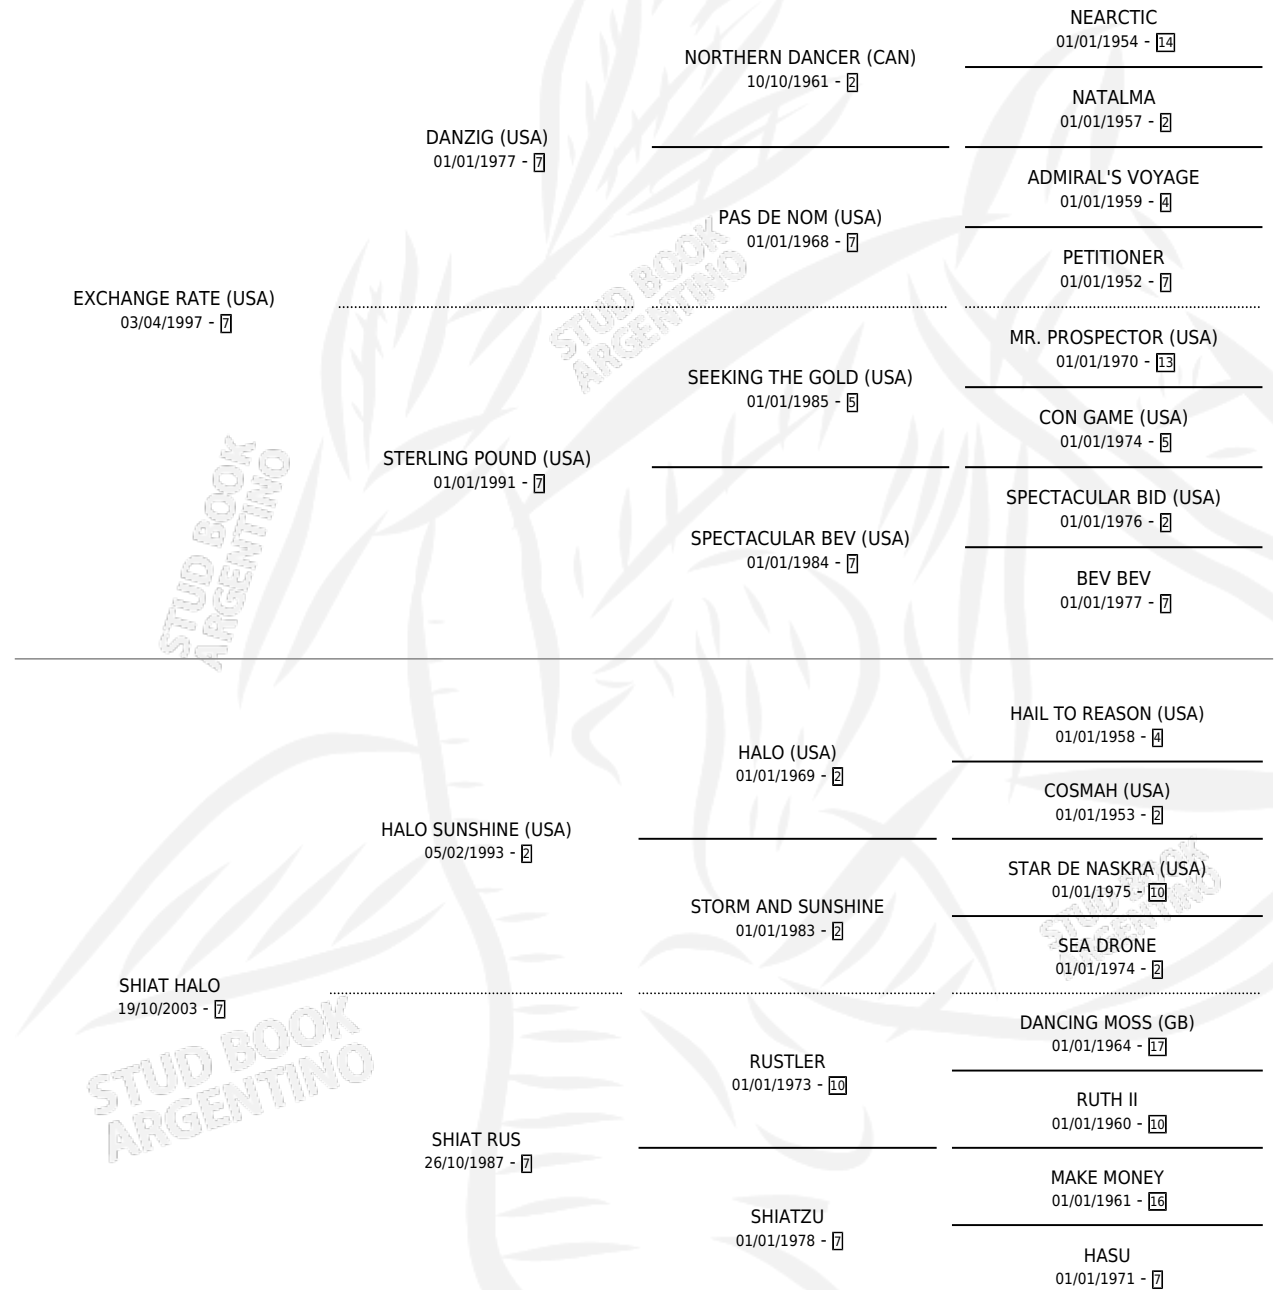 NEARCTIC
01/01/1954 - 14
NORTHERN DANCER (CAN)
10/10/1961 - 2
NATALMA
01/01/1957 - 2
DANZIG (USA)
01/01/1977 - 7
ADMIRAL'S VOYAGE
01/01/1959 - 4
PAS DE NOM (USA)
01/01/1968 - 7
PETITIONER
01/01/1952 - 7
EXCHANGE RATE (USA)
03/04/1997 - 7
MR. PROSPECTOR (USA)
01/01/1970 - 13
SEEKING THE GOLD (USA)
01/01/1985 - 5
CON GAME (USA)
01/01/1974 - 5
STERLING POUND (USA)
01/01/1991 - 7
SPECTACULAR BID (USA)
01/01/1976 - 2
SPECTACULAR BEV (USA)
01/01/1984 - 7
BEV BEV
01/01/1977 - 7
HAIL TO REASON (USA)
01/01/1958 - 4
HALO (USA)
01/01/1969 - 2
COSMAH (USA)
01/01/1953 - 2
HALO SUNSHINE (USA)
05/02/1993 - 2
STAR DE NASKRA (USA)
01/01/1975 - 10
STORM AND SUNSHINE
01/01/1983 - 2
SEA DRONE
01/01/1974 - 2
SHIAT HALO
19/10/2003 - 7
DANCING MOSS (GB)
01/01/1964 - 17
RUSTLER
01/01/1973 - 10
RUTH II
01/01/1960 - 10
SHIAT RUS
26/10/1987 - 7
MAKE MONEY
01/01/1961 - 16
SHIATZU
01/01/1978 - 7
HASU
01/01/1971 - 7
STUD BOOK
ARGENTINO
STUD BOOK
ARGENTINO
STUD BOOK
ARGENTINO
STUD BOOK
ARGENTINO